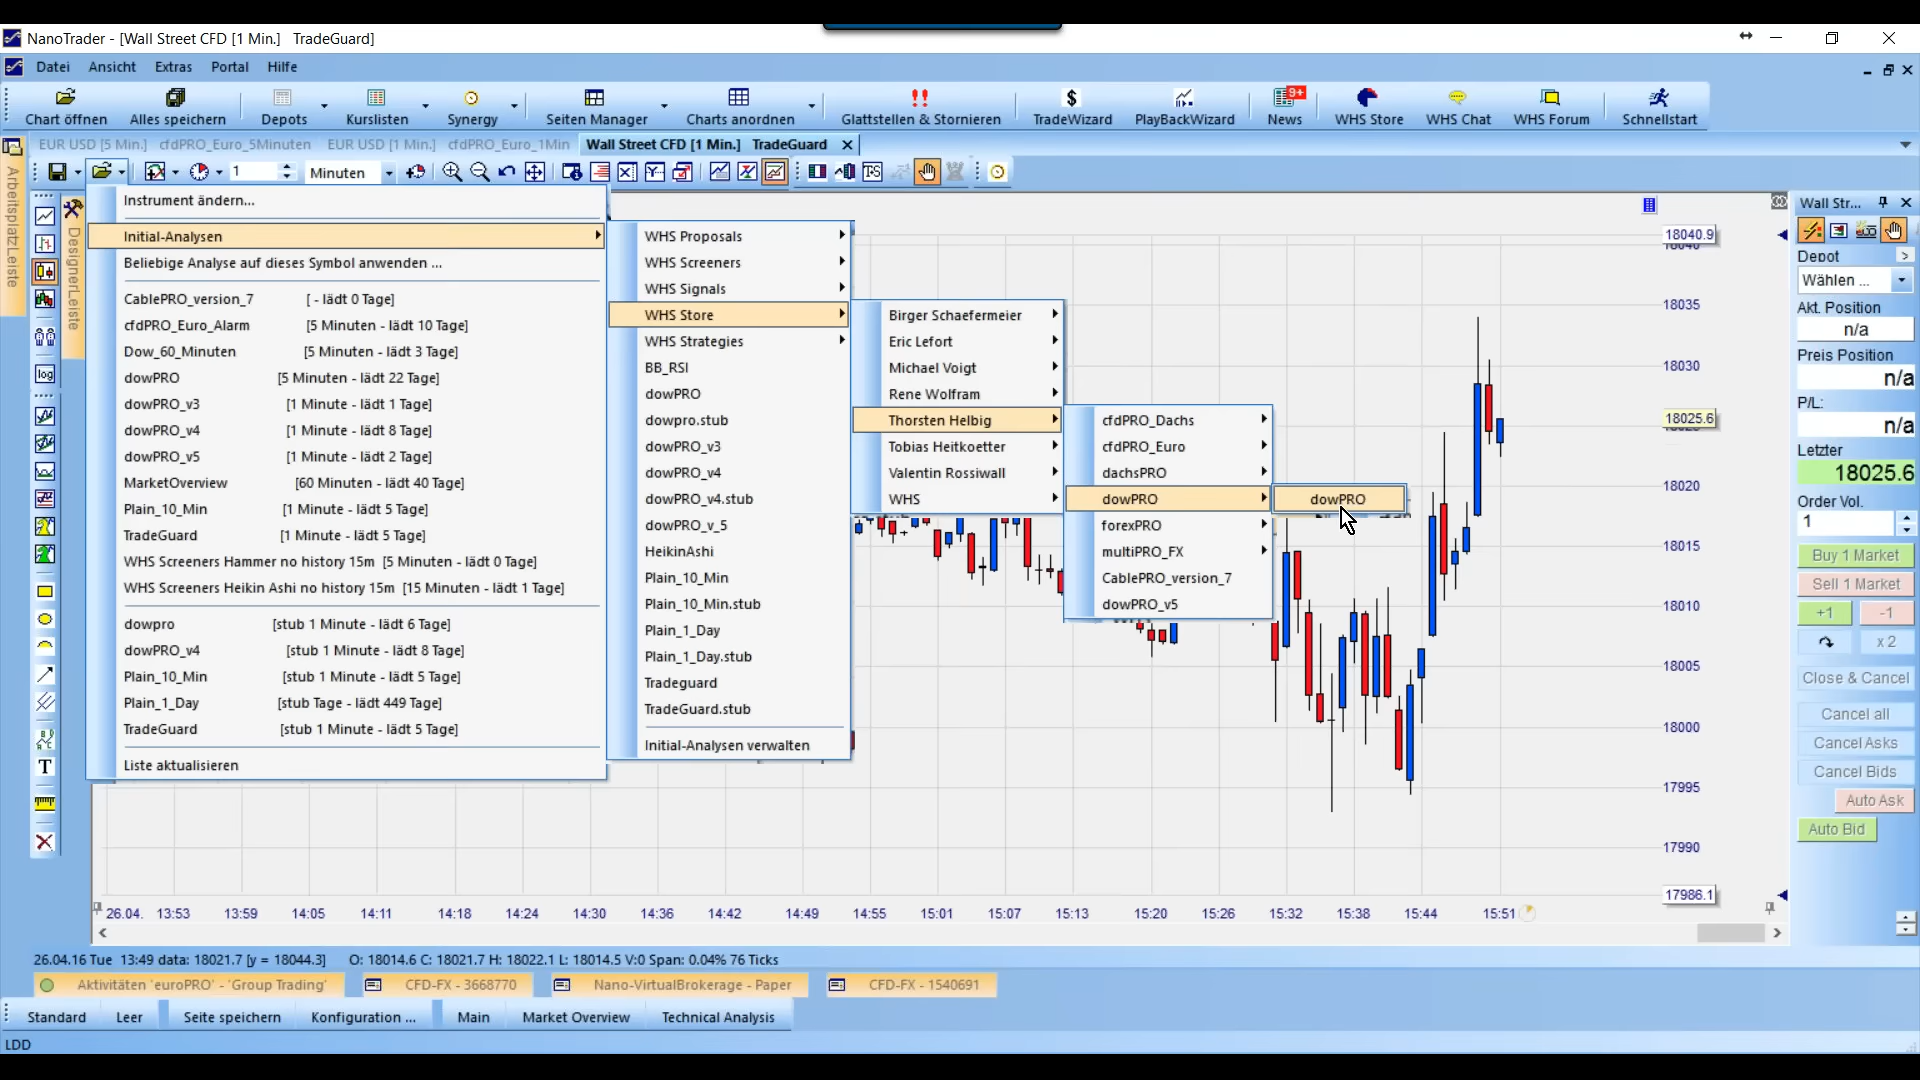 NanoTrader - [Wall Street CFD [1 Min.]   TradeGuard]
Datei   Ansicht   Extras   Portal   Hilfe
Chart öffnen   Alles speichern   Depots   Kurslisten   Synergy   Seiten Manager   Charts anordnen   Glattstellen & Stornieren   TradeWizard   PlayBackWizard   News   WHS Store   WHS Chat   WHS Forum   Schnellstart
9+
EUR USD [5 Min.]   cfdPRO_Euro_5Minuten   EUR USD [1 Min.]   cfdPRO_Euro_1Min   Wall Street CFD [1 Min.]   TradeGuard
1   Minuten
ArbeitsplatzLeiste
DesignerLeiste
log
T
Instrument ändern...
Initial-Analysen
Beliebige Analyse auf dieses Symbol anwenden ...
CablePRO_version_7   [ - lädt 0 Tage]
cfdPRO_Euro_Alarm   [5 Minuten - lädt 10 Tage]
Dow_60_Minuten   [5 Minuten - lädt 3 Tage]
dowPRO   [5 Minuten - lädt 22 Tage]
dowPRO_v3   [1 Minute - lädt 1 Tage]
dowPRO_v4   [1 Minute - lädt 8 Tage]
dowPRO_v5   [1 Minute - lädt 2 Tage]
MarketOverview   [60 Minuten - lädt 40 Tage]
Plain_10_Min   [1 Minute - lädt 5 Tage]
TradeGuard   [1 Minute - lädt 5 Tage]
WHS Screeners Hammer no history 15m   [5 Minuten - lädt 0 Tage]
WHS Screeners Heikin Ashi no history 15m   [15 Minuten - lädt 1 Tage]
dowpro   [stub 1 Minute - lädt 6 Tage]
dowPRO_v4   [stub 1 Minute - lädt 8 Tage]
Plain_10_Min   [stub 1 Minute - lädt 5 Tage]
Plain_1_Day   [stub Tage - lädt 449 Tage]
TradeGuard   [stub 1 Minute - lädt 5 Tage]
Liste aktualisieren
WHS Proposals
WHS Screeners
WHS Signals
WHS Store
WHS Strategies
BB_RSI
dowPRO
dowpro.stub
dowPRO_v3
dowPRO_v4
dowPRO_v4.stub
dowPRO_v_5
HeikinAshi
Plain_10_Min
Plain_10_Min.stub
Plain_1_Day
Plain_1_Day.stub
Tradeguard
TradeGuard.stub
Initial-Analysen verwalten
Birger Schaefermeier
Eric Lefort
Michael Voigt
Rene Wolfram
Thorsten Helbig
Tobias Heitkoetter
Valentin Rossiwall
WHS
cfdPRO_Dachs
cfdPRO_Euro
dachsPRO
dowPRO
forexPRO
multiPRO_FX
CablePRO_version_7
dowPRO_v5
dowPRO
18040.9
18040
18035
18030
18025.6
18020
18015
18010
18005
18000
17995
17990
17986.1
26.04.   13:53   13:59   14:05   14:11   14:18   14:24   14:30   14:36   14:42   14:49   14:55   15:01   15:07   15:13   15:20   15:26   15:32   15:38   15:44   15:51
Wall Str...
Depot
Wählen ...
Akt. Position
n/a
Preis Position
n/a
P/L:
n/a
Letzter
18025.6
Order Vol.
1
Buy 1 Market
Sell 1 Market
+1   -1
x 2
Close & Cancel
Cancel all
Cancel Asks
Cancel Bids
Auto Ask
Auto Bid
26.04.16 Tue   13:49 data: 18021.7 [y = 18044.3]   O: 18014.6 C: 18021.7 H: 18022.1 L: 18014.5 V:0 Span: 0.04% 76 Ticks
Aktivitäten 'euroPRO' - 'Group Trading'   CFD-FX - 3668770   Nano-VirtualBrokerage - Paper   CFD-FX - 1540691
Standard   Leer   Seite speichern   Konfiguration ...   Main   Market Overview   Technical Analysis
LDD